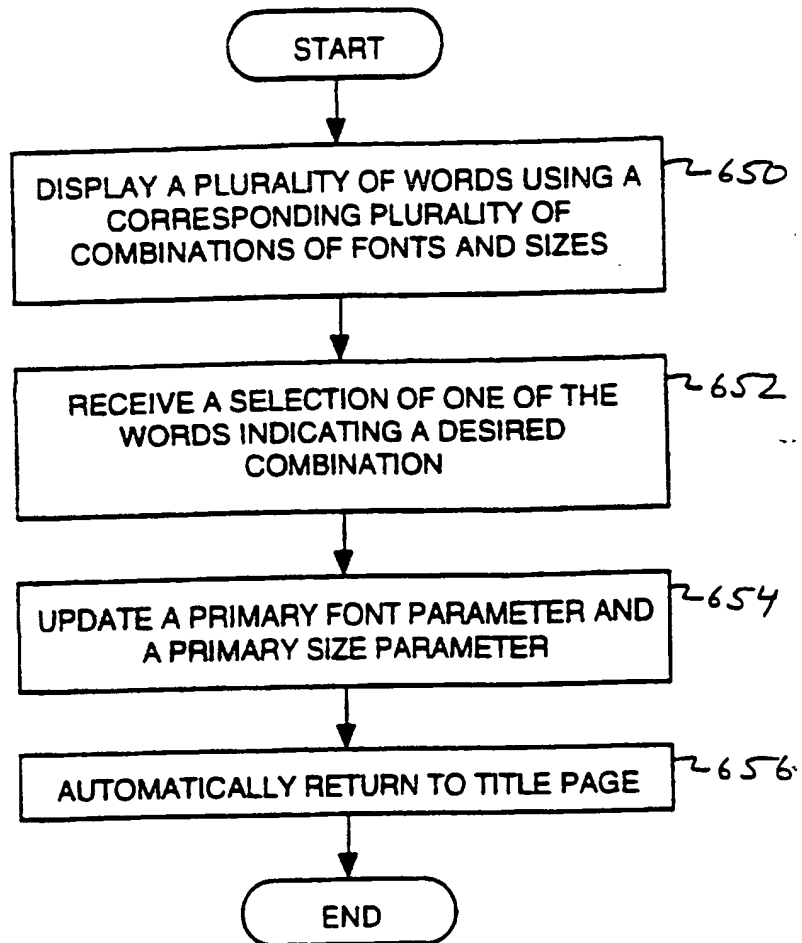 START
DISPLAY A PLURALITY OF WORDS USING A
CORRESPONDING PLURALITY OF
COMBINATIONS OF FONTS AND SIZES
650
RECEIVE A SELECTION OF ONE OF THE
WORDS INDICATING A DESIRED
COMBINATION
652
UPDATE A PRIMARY FONT PARAMETER AND
A PRIMARY SIZE PARAMETER
654
AUTOMATICALLY RETURN TO TITLE PAGE
656
END